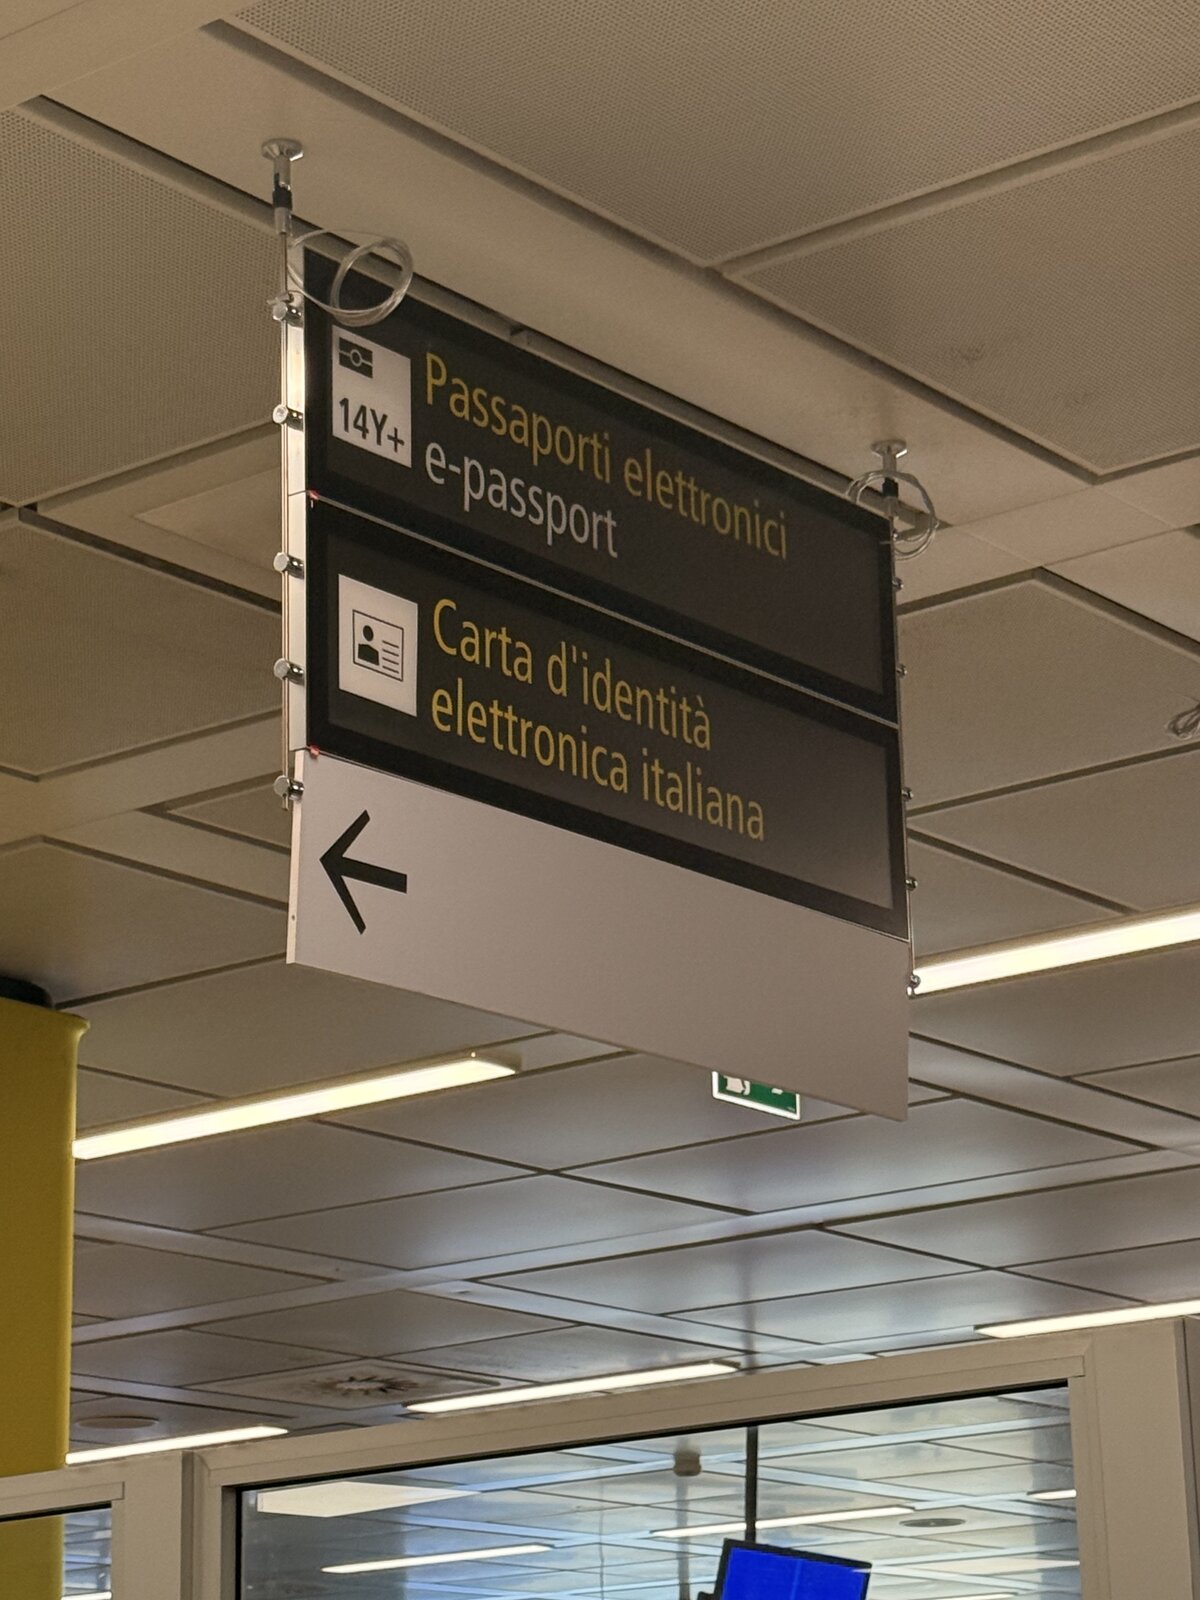 14Y+
Passaporti elettronici
e-passport
Carta d'identità
elettronica italiana